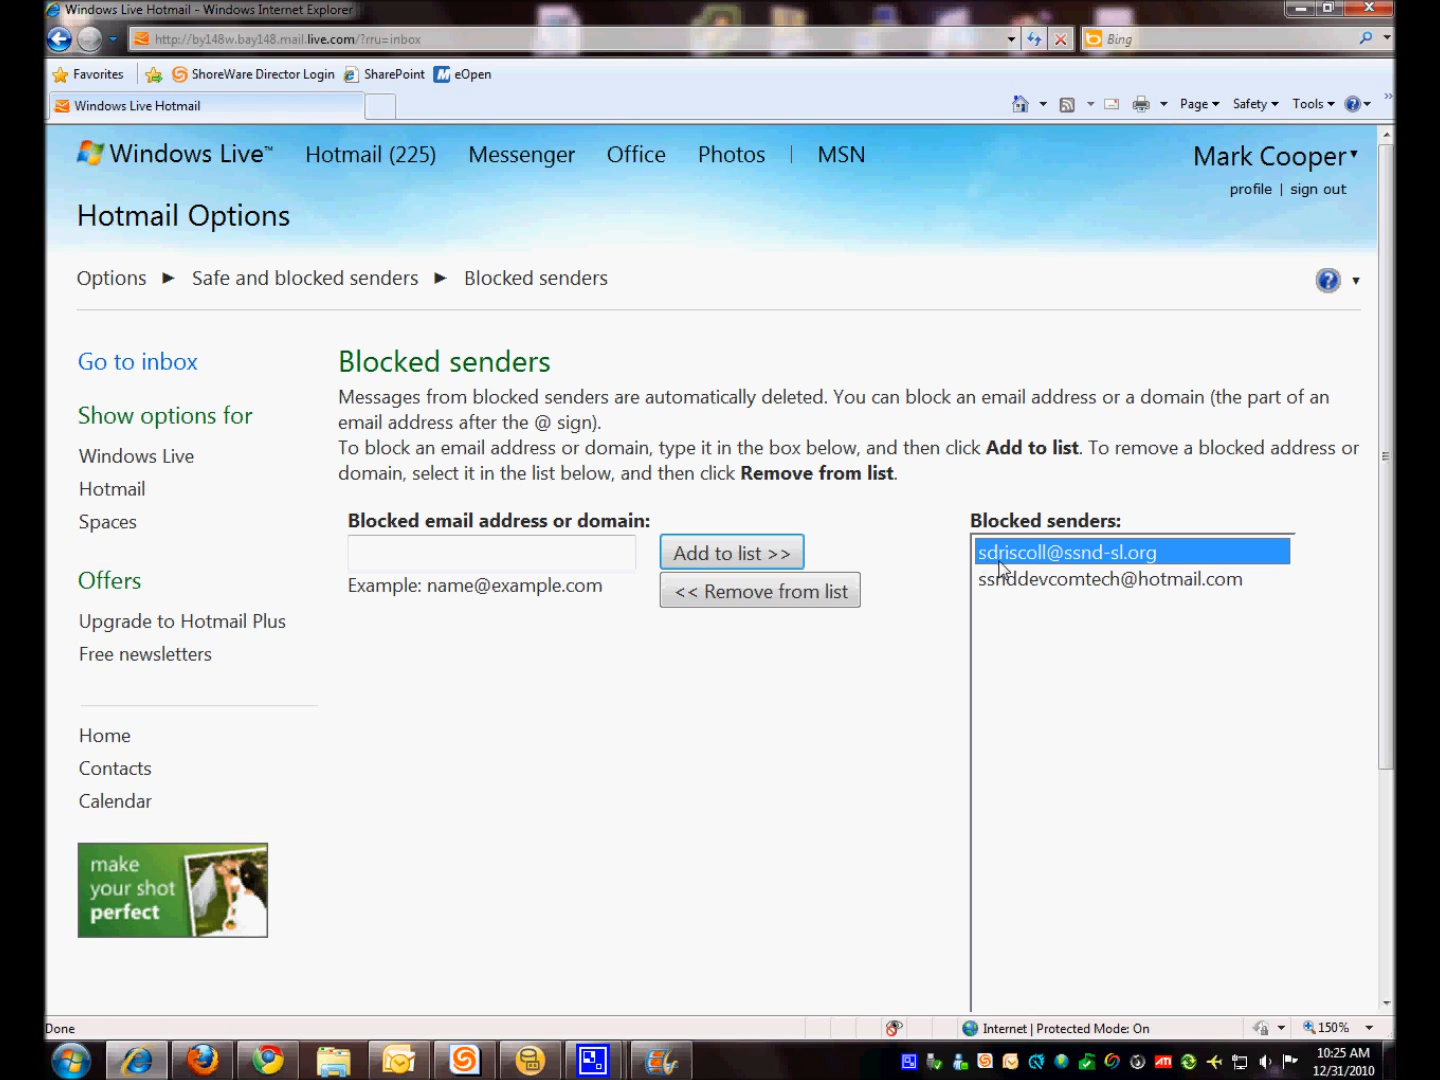 Windows Live Hotmail - Windows Internet Explorer
http://by148w.bay148.mail.live.com/?rru=inbox
Bing
Favorites ShoreWare Director Login SharePoint eOpen
Windows Live Hotmail
Page Safety Tools
Windows Live™ Hotmail (225) Messenger Office Photos | MSN
Mark Cooper
profile | sign out
Hotmail Options
Options ► Safe and blocked senders ► Blocked senders
Go to inbox
Show options for
Windows Live
Hotmail
Spaces
Offers
Upgrade to Hotmail Plus
Free newsletters
Home
Contacts
Calendar
make
your shot
perfect
Blocked senders
Messages from blocked senders are automatically deleted. You can block an email address or a domain (the part of an
email address after the @ sign).
To block an email address or domain, type it in the box below, and then click Add to list. To remove a blocked address or
domain, select it in the list below, and then click Remove from list.
Blocked email address or domain:
Add to list >>
Example: name@example.com
<< Remove from list
Blocked senders:
sdriscoll@ssnd-sl.org
ssnddevcomtech@hotmail.com
Done
Internet | Protected Mode: On
150%
10:25 AM
12/31/2010